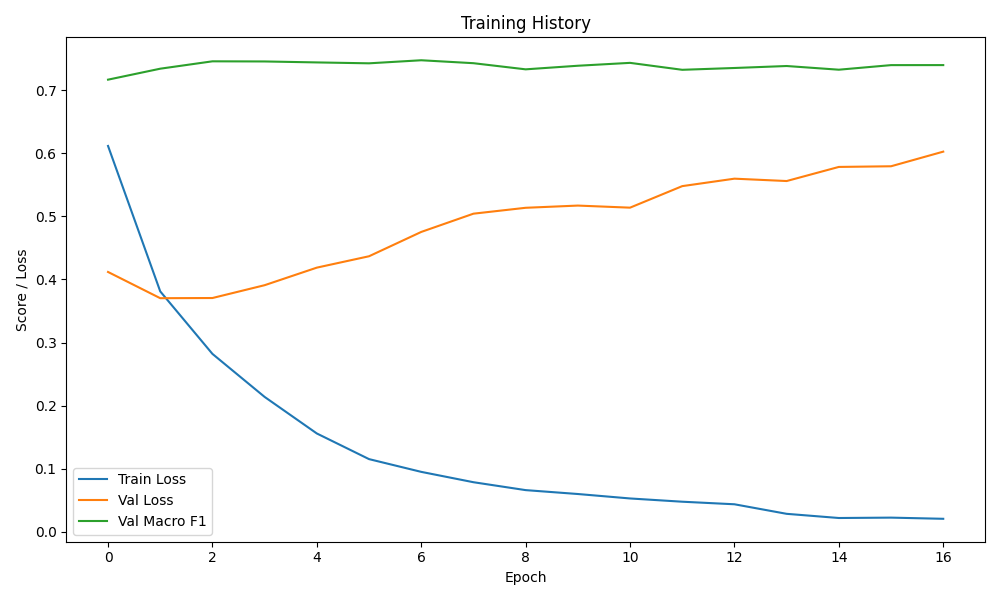 Training History
Score / Loss
0.7
0.6
0.5
0.4
0.3
0.2
0.1
0.0
Train Loss
Val Loss
Val Macro F1
0 2 4 6 8 10 12 14 16
Epoch